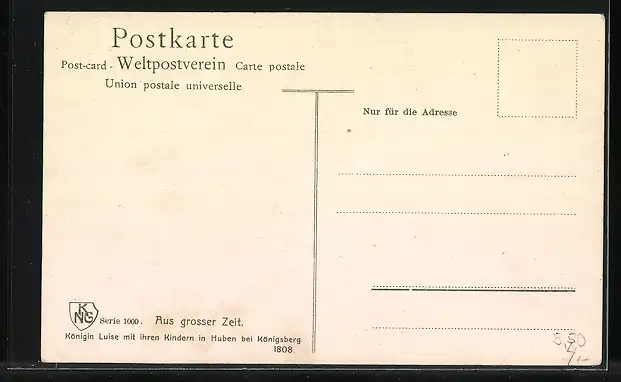 Postkarte
Post-card. Weltpostverein Carte postale
Union postale universelle
Nur für die Adresse
KNG Serie 1000. Aus grosser Zeit.
Königin Luise mit ihren Kindern in Huben bei Königsberg
1808.